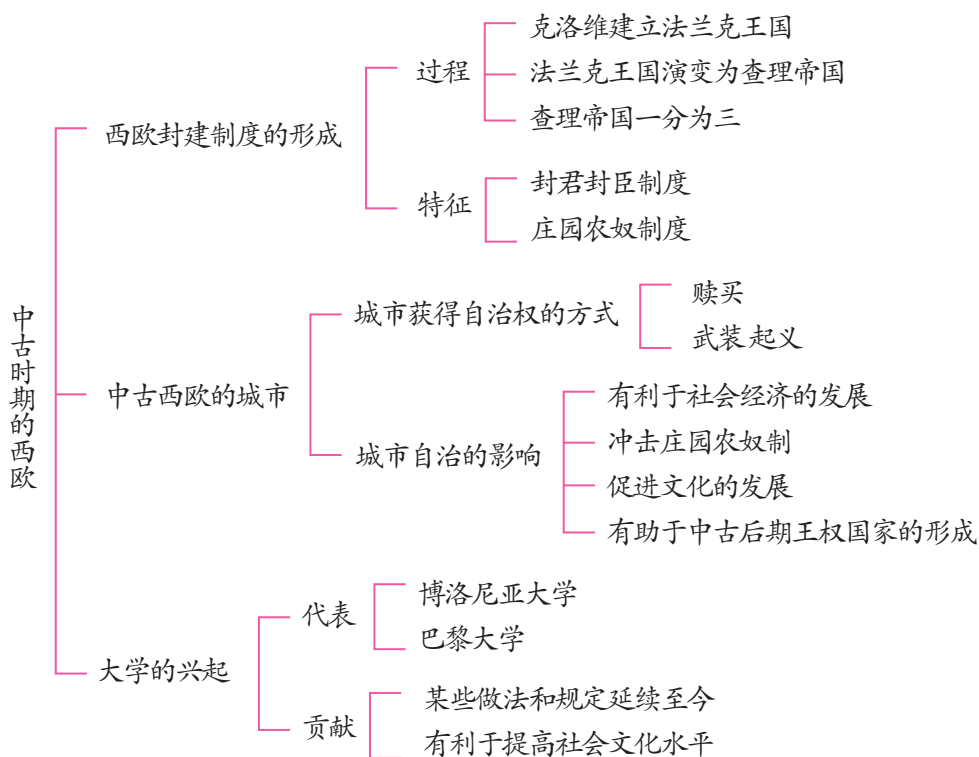 中古时期的西欧
西欧封建制度的形成
过程
克洛维建立法兰克王国
法兰克王国演变为查理帝国
查理帝国一分为三
特征
封君封臣制度
庄园农奴制度
中古西欧的城市
城市获得自治权的方式
赎买
武装起义
城市自治的影响
有利于社会经济的发展
冲击庄园农奴制
促进文化的发展
有助于中古后期王权国家的形成
大学的兴起
代表
博洛尼亚大学
巴黎大学
贡献
某些做法和规定延续至今
有利于提高社会文化水平